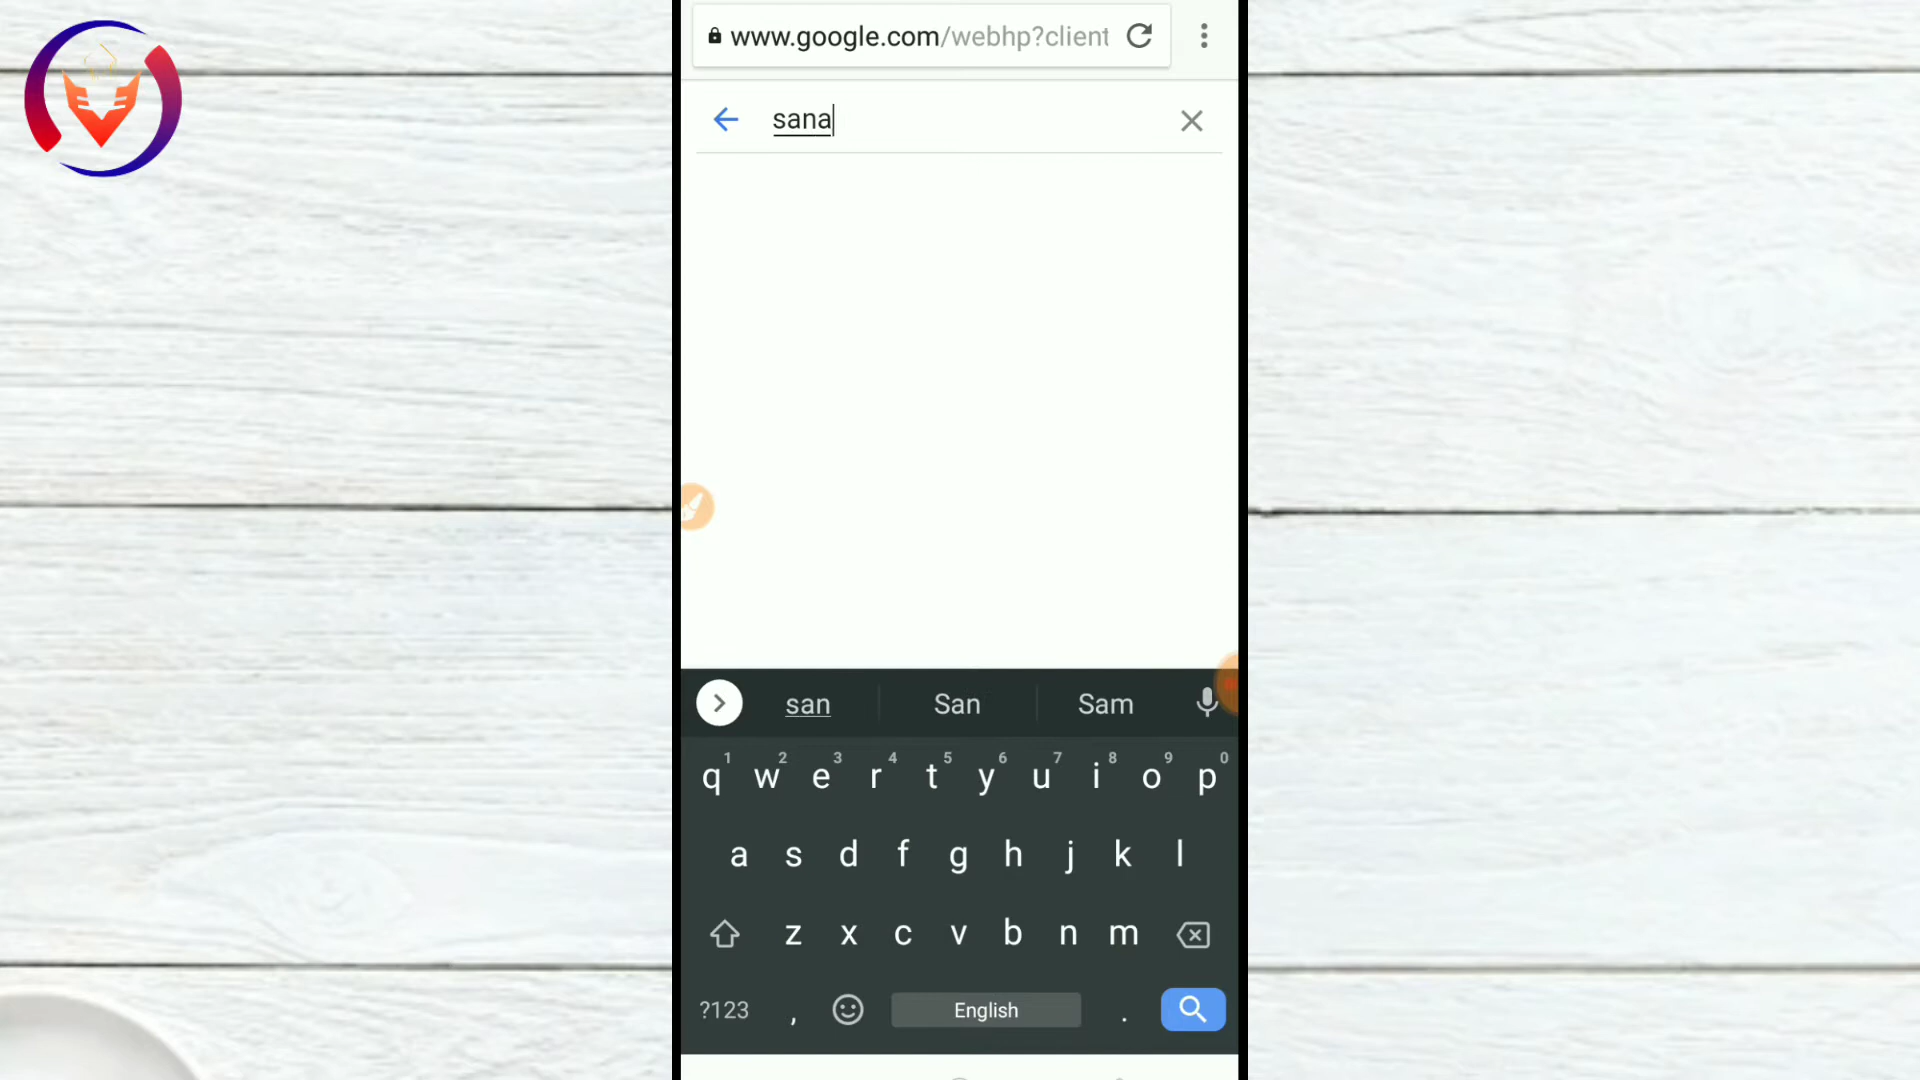 www.google.com/webhp?client
sana
san San Sam
1 2 3 4 5 6 7 8 9 0
q w e r t y u i o p
a s d f g h j k l
z x c v b n m
?123 , English .